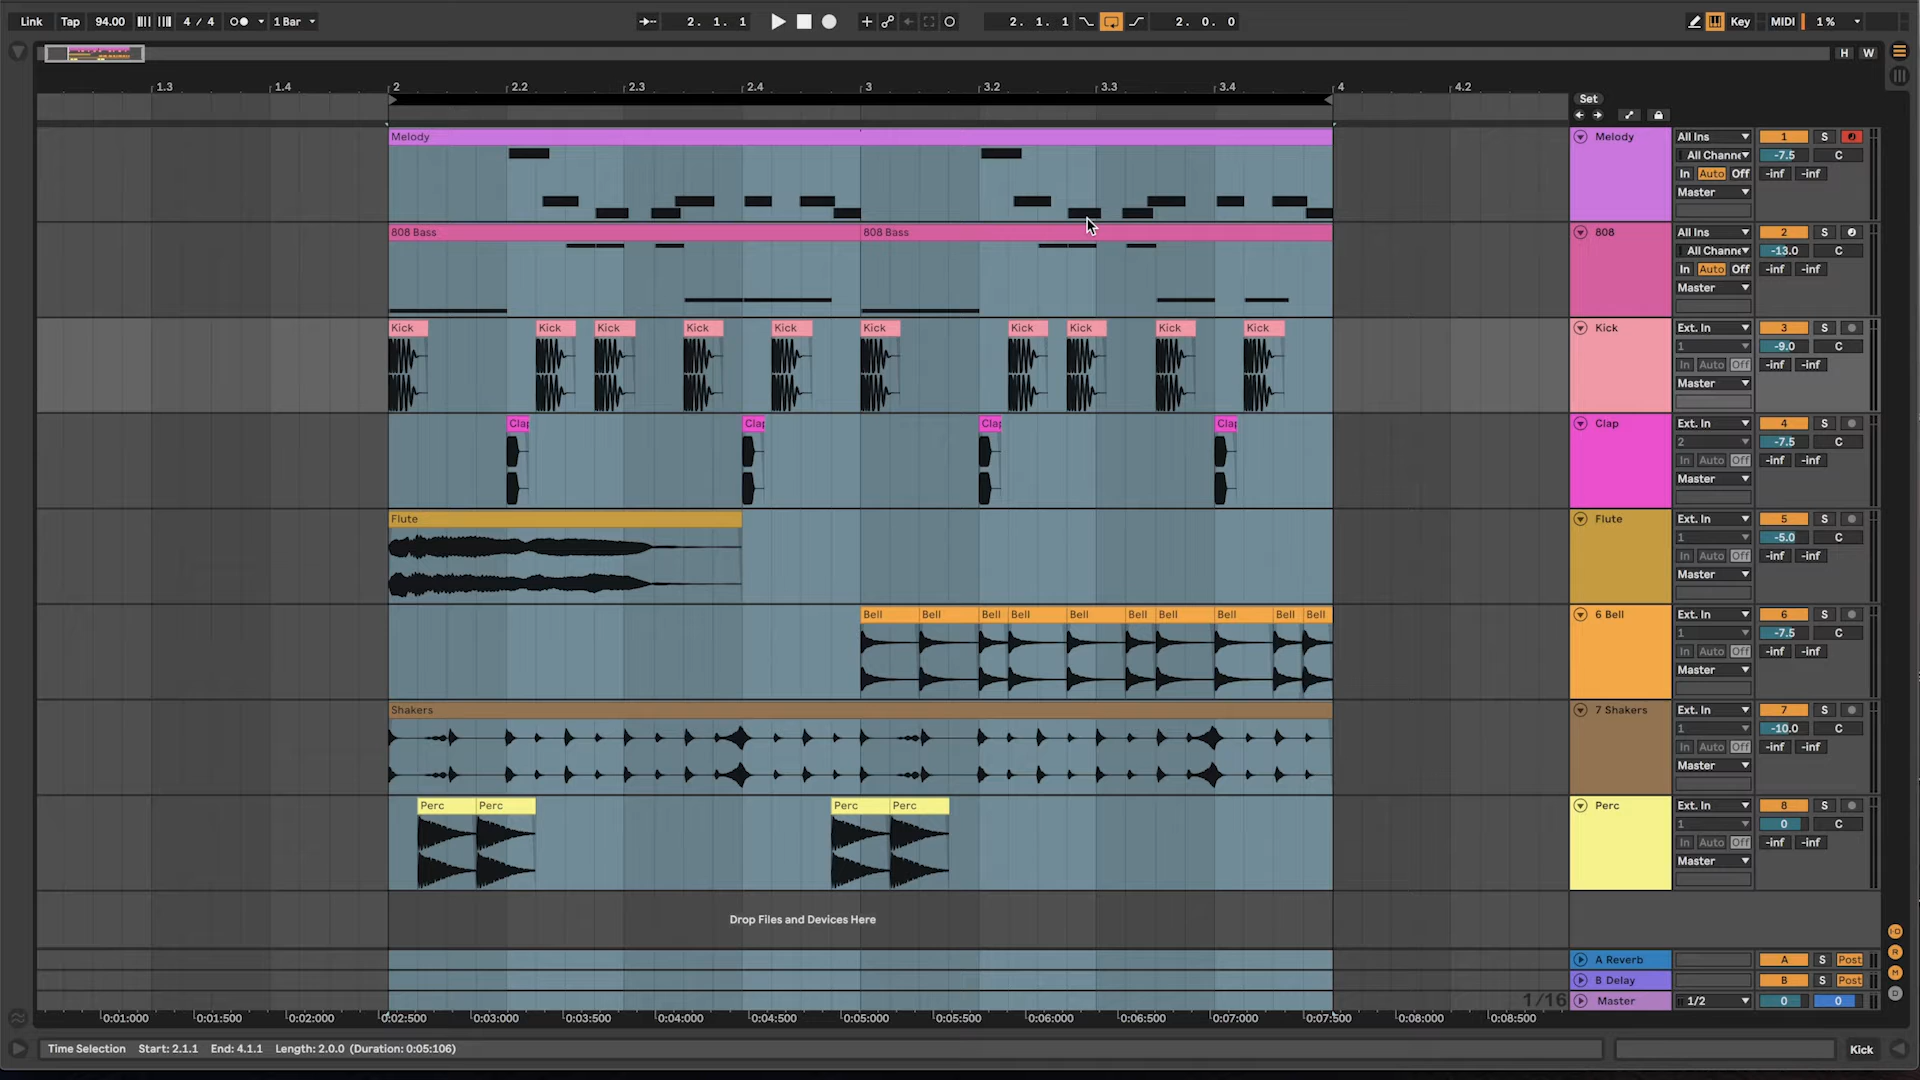 Link Tap 94.00 4 / 4 1 Bar 2. 1. 1 2. 1. 1 2. 0. 0 Key MIDI 1 %
H W
1.3 1.4 2 2.2 2.3 2.4 3 3.2 3.3 3.4 4 4.2
Set
Melody Melody All Ins 1 S
All Channe -7.5 C
In Auto Off -inf -inf
Master
808 Bass 808 Bass 808 All Ins 2 S
All Channe -13.0 C
In Auto Off -inf -inf
Master
Kick Kick Kick Kick Kick Kick Kick Kick Kick Kick Kick Ext. In 3 S
1 -9.0 C
In Auto Off -inf -inf
Master
Clap Clap Clap Clap Clap Ext. In 4 S
2 -7.5 C
In Auto Off -inf -inf
Master
Flute Flute Ext. In 5 S
1 -5.0 C
In Auto Off -inf -inf
Master
Bell Bell Bell Bell Bell Bell Bell Bell Bell Bell 6 Bell Ext. In 6 S
1 -7.5 C
In Auto Off -inf -inf
Master
Shakers 7 Shakers Ext. In 7 S
1 -10.0 C
In Auto Off -inf -inf
Master
Perc Perc Perc Perc Perc Ext. In 8 S
1 0 C
In Auto Off -inf -inf
Master
Drop Files and Devices Here
A Reverb A S Post
B Delay B S Post
1/16 Master 1/2 0 0
0:01:000 0:01:500 0:02:000 0:02:500 0:03:000 0:03:500 0:04:000 0:04:500 0:05:000 0:05:500 0:06:000 0:06:500 0:07:000 0:07:500 0:08:000 0:08:500
Time Selection Start: 2.1.1 End: 4.1.1 Length: 2.0.0 (Duration: 0:05:106) Kick